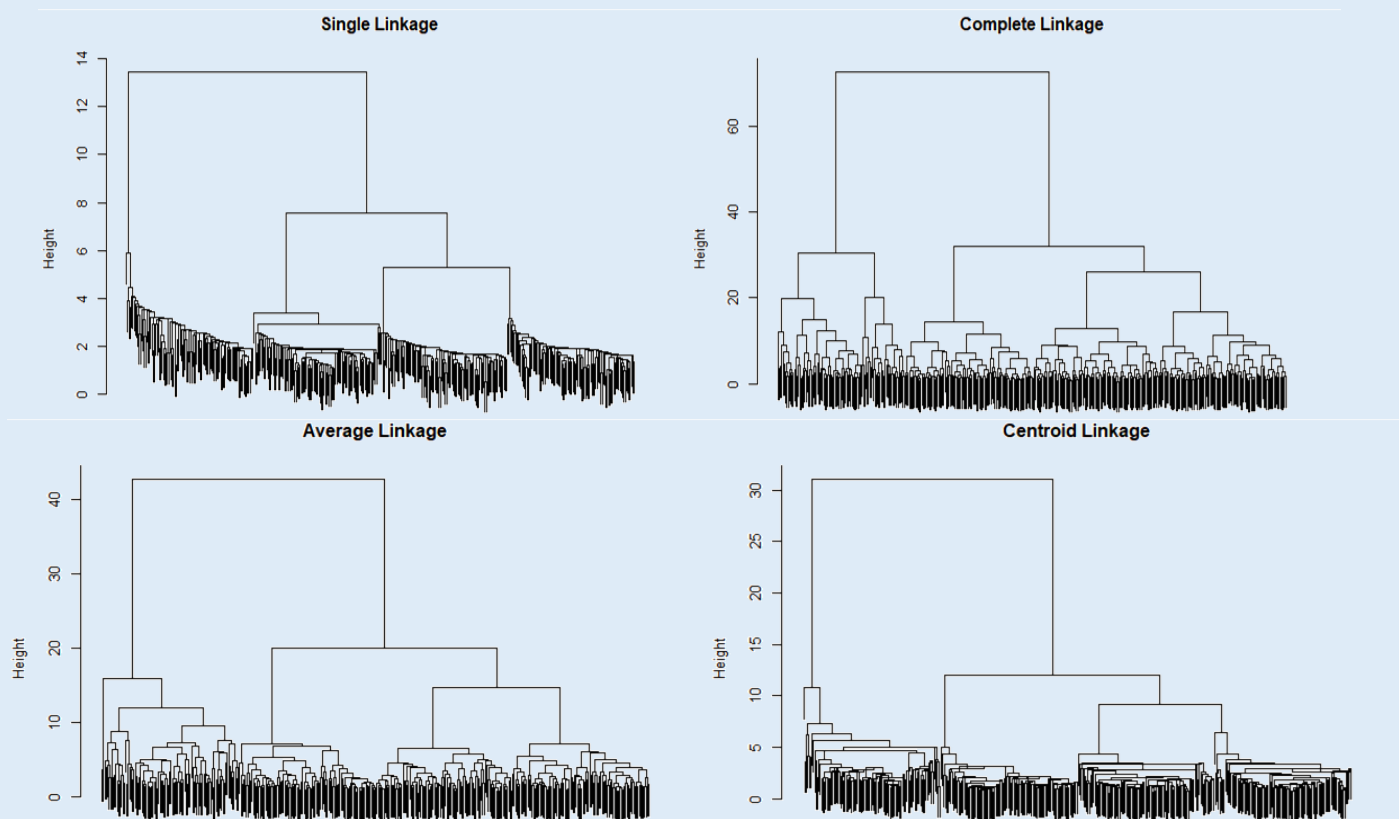 Single Linkage
Height
0 2 4 6 8 10 12 14
Complete Linkage
Height
0 20 40 60
Average Linkage
Height
0 10 20 30 40
Centroid Linkage
Height
0 5 10 15 20 25 30